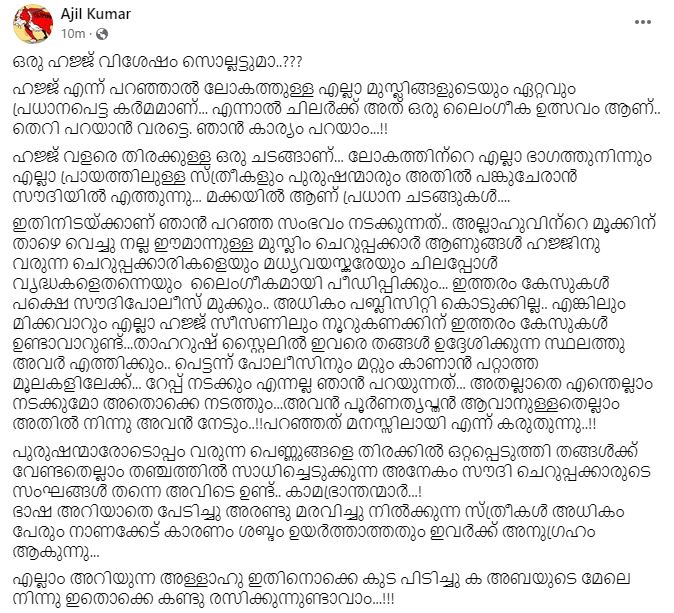 Ajil Kumar
10m ·
ഒരു ഹജ്ജ് വിശേഷം സൊല്ലട്ടുമാ..???
ഹജ്ജ് എന്ന് പറഞ്ഞാൽ ലോകത്തുള്ള എല്ലാ മുസ്ലിങ്ങളുടെയും ഏറ്റവും
പ്രധാനപെട്ട കർമമാണ്... എന്നാൽ ചിലർക്ക് അത് ഒരു ലൈംഗീക ഉത്സവം ആണ്..
തെറി പറയാൻ വരട്ടെ. ഞാൻ കാര്യം പറയാം...!!
ഹജ്ജ് വളരെ തിരക്കുള്ള ഒരു ചടങ്ങാണ്... ലോകത്തിൻറെ എല്ലാ ഭാഗത്തുനിന്നും
എല്ലാ പ്രായത്തിലുള്ള സ്ത്രീകളും പുരുഷന്മാരും അതിൽ പങ്കുചേരാൻ
സൗദിയിൽ എത്തുന്നു... മക്കയിൽ ആണ് പ്രധാന ചടങ്ങുകൾ....
ഇതിനിടയ്ക്കാണ് ഞാൻ പറഞ്ഞ സംഭവം നടക്കുന്നത്.. അല്ലാഹുവിൻറെ മൂക്കിന്
താഴെ വെച്ചു നല്ല ഈമാനുള്ള മുസ്ലിം ചെറുപ്പക്കാർ ആണുങ്ങൾ ഹജ്ജിനു
വരുന്ന ചെറുപ്പക്കാരികളെയും മധ്യവയസ്കരേയും ചിലപ്പോൾ
വൃദ്ധകളെതന്നെയും ലൈംഗീകമായി പീഡിപ്പിക്കും... ഇത്തരം കേസുകൾ
പക്ഷെ സൗദിപോലീസ് മുക്കും.. അധികം പബ്ലിസിറ്റി കൊടുക്കില്ല.. എങ്കിലും
മിക്കവാറും എല്ലാ ഹജ്ജ് സീസണിലും നൂറുകണക്കിന് ഇത്തരം കേസുകൾ
ഉണ്ടാവാറുണ്ട്...താഹറുഷ് സ്റ്റൈലിൽ ഇവരെ തങ്ങൾ ഉദ്ദേശിക്കുന്ന സ്ഥലത്തു
അവർ എത്തിക്കും.. പെട്ടന്ന് പോലീസിനും മറ്റും കാണാൻ പറ്റാത്ത
മൂലകളിലേക്ക്... റേപ്പ് നടക്കും എന്നല്ല ഞാൻ പറയുന്നത്... അതല്ലാതെ എന്തെല്ലാം
നടക്കുമോ അതൊക്കെ നടത്തും...അവൻ പൂർണതൃപ്തൻ ആവാനുള്ളതെല്ലാം
അതിൽ നിന്നു അവൻ നേടും..!!പറഞ്ഞത് മനസ്സിലായി എന്ന് കരുതുന്നു..!!
പുരുഷന്മാരോടൊപ്പം വരുന്ന പെണ്ണുങ്ങളെ തിരക്കിൽ ഒറ്റപ്പെടുത്തി തങ്ങൾക്ക്
വേണ്ടതെല്ലാം തഞ്ചത്തിൽ സാധിച്ചെടുക്കുന്ന അനേകം സൗദി ചെറുപ്പക്കാരുടെ
സംഘങ്ങൾ തന്നെ അവിടെ ഉണ്ട്.. കാമഭ്രാന്തന്മാർ...!
ഭാഷ അറിയാതെ പേടിച്ചു അരണ്ടു മരവിച്ചു നിൽക്കുന്ന സ്ത്രീകൾ അധികം
പേരും നാണക്കേട് കാരണം ശബ്ദം ഉയർത്താത്തതും ഇവർക്ക് അനുഗ്രഹം
ആകുന്നു...
എല്ലാം അറിയുന്ന അള്ളാഹു ഇതിനൊക്കെ കുട പിടിച്ചു ക അബയുടെ മേലെ
നിന്നു ഇതൊക്കെ കണ്ടു രസിക്കുന്നുണ്ടാവാം...!!!